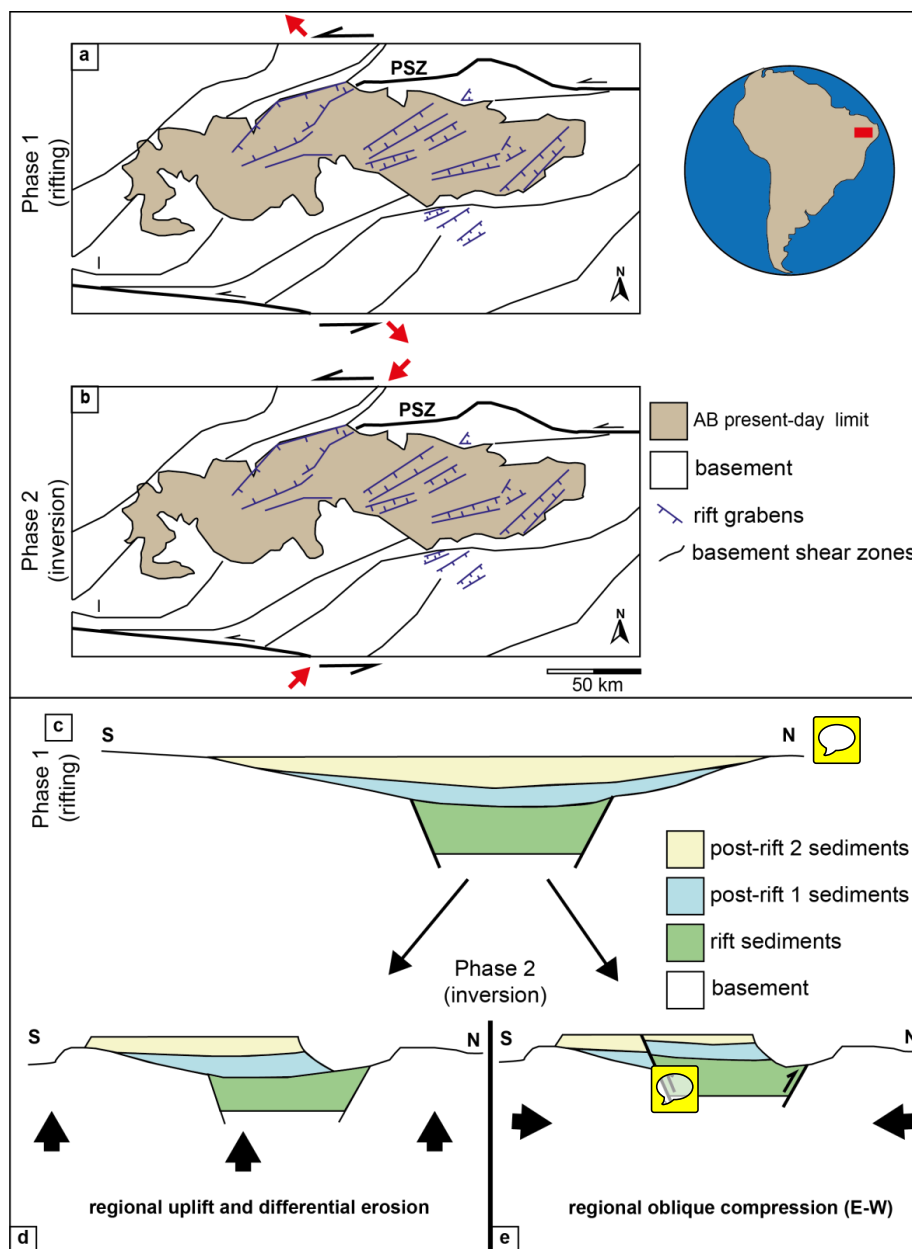 a
PSZ
Phase 1
(rifting)
I
N
b
PSZ
Phase 2
(inversion)
I
N
50 km
AB present-day limit
basement
rift grabens
basement shear zones
c
S
N
Phase 1
(rifting)
post-rift 2 sediments
post-rift 1 sediments
rift sediments
basement
Phase 2
(inversion)
S
N
S
N
regional uplift and differential erosion
regional oblique compression (E-W)
d
e